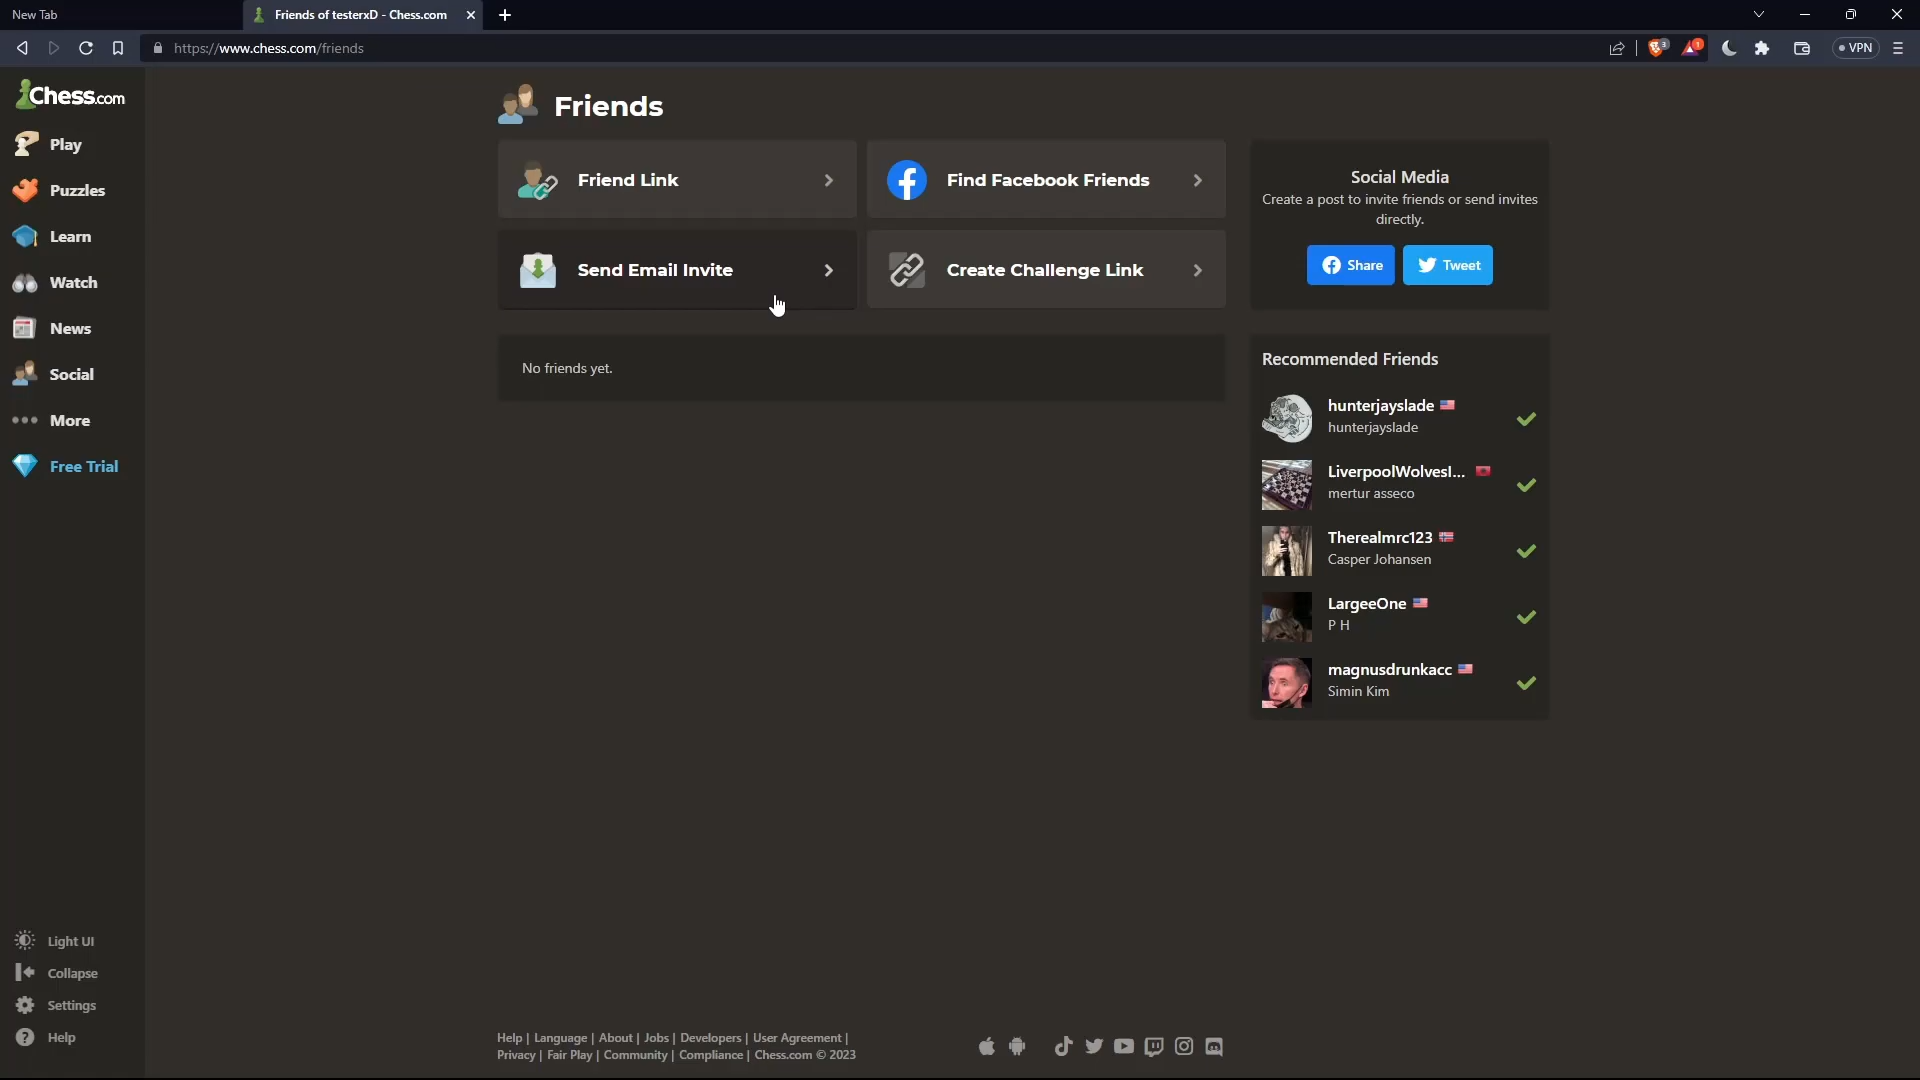 New Tab
Friends of testerxD - Chess.com
https://www.chess.com/friends
3
1
VPN
Chess.com
Play
Puzzles
Learn
Watch
News
Social
More
Free Trial
Light UI
Collapse
Settings
Help
Friends
Friend Link
Find Facebook Friends
Send Email Invite
Create Challenge Link
No friends yet.
Social Media
Create a post to invite friends or send invites
directly.
Share
Tweet
Recommended Friends
hunterjayslade
hunterjayslade
LiverpoolWolvesI...
mertur asseco
Therealmrc123
Casper Johansen
LargeeOne
P H
magnusdrunkacc
Simin Kim
Help | Language | About | Jobs | Developers | User Agreement |
Privacy | Fair Play | Community | Compliance | Chess.com © 2023